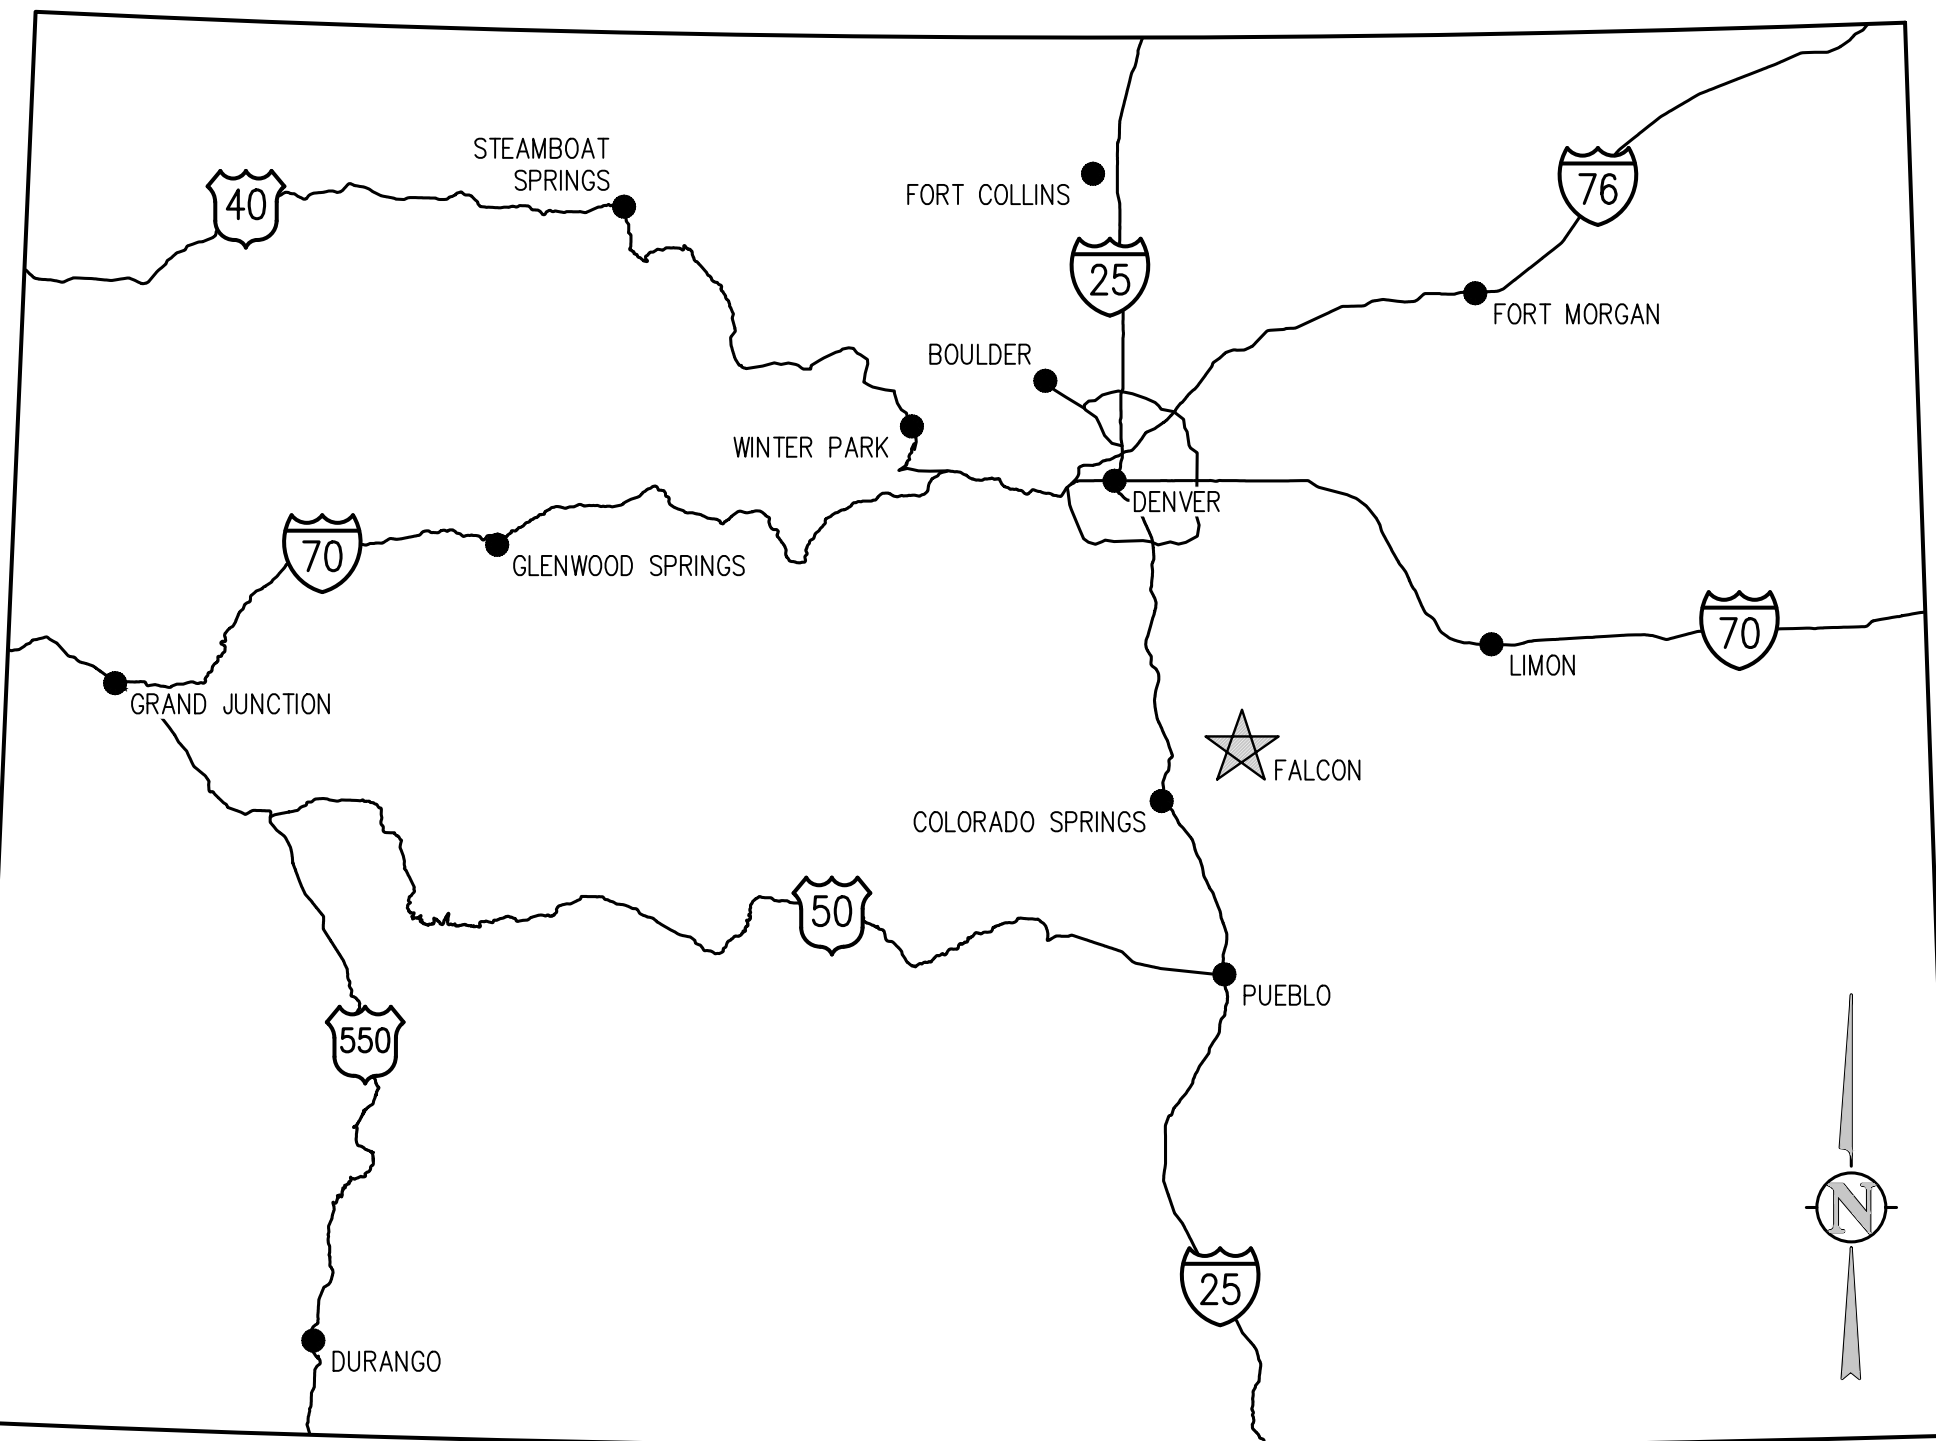 STEAMBOAT
SPRINGS
40
FORT COLLINS
76
25
FORT MORGAN
BOULDER
WINTER PARK
DENVER
70
GLENWOOD SPRINGS
70
LIMON
GRAND JUNCTION
FALCON
COLORADO SPRINGS
50
PUEBLO
550
N
25
DURANGO